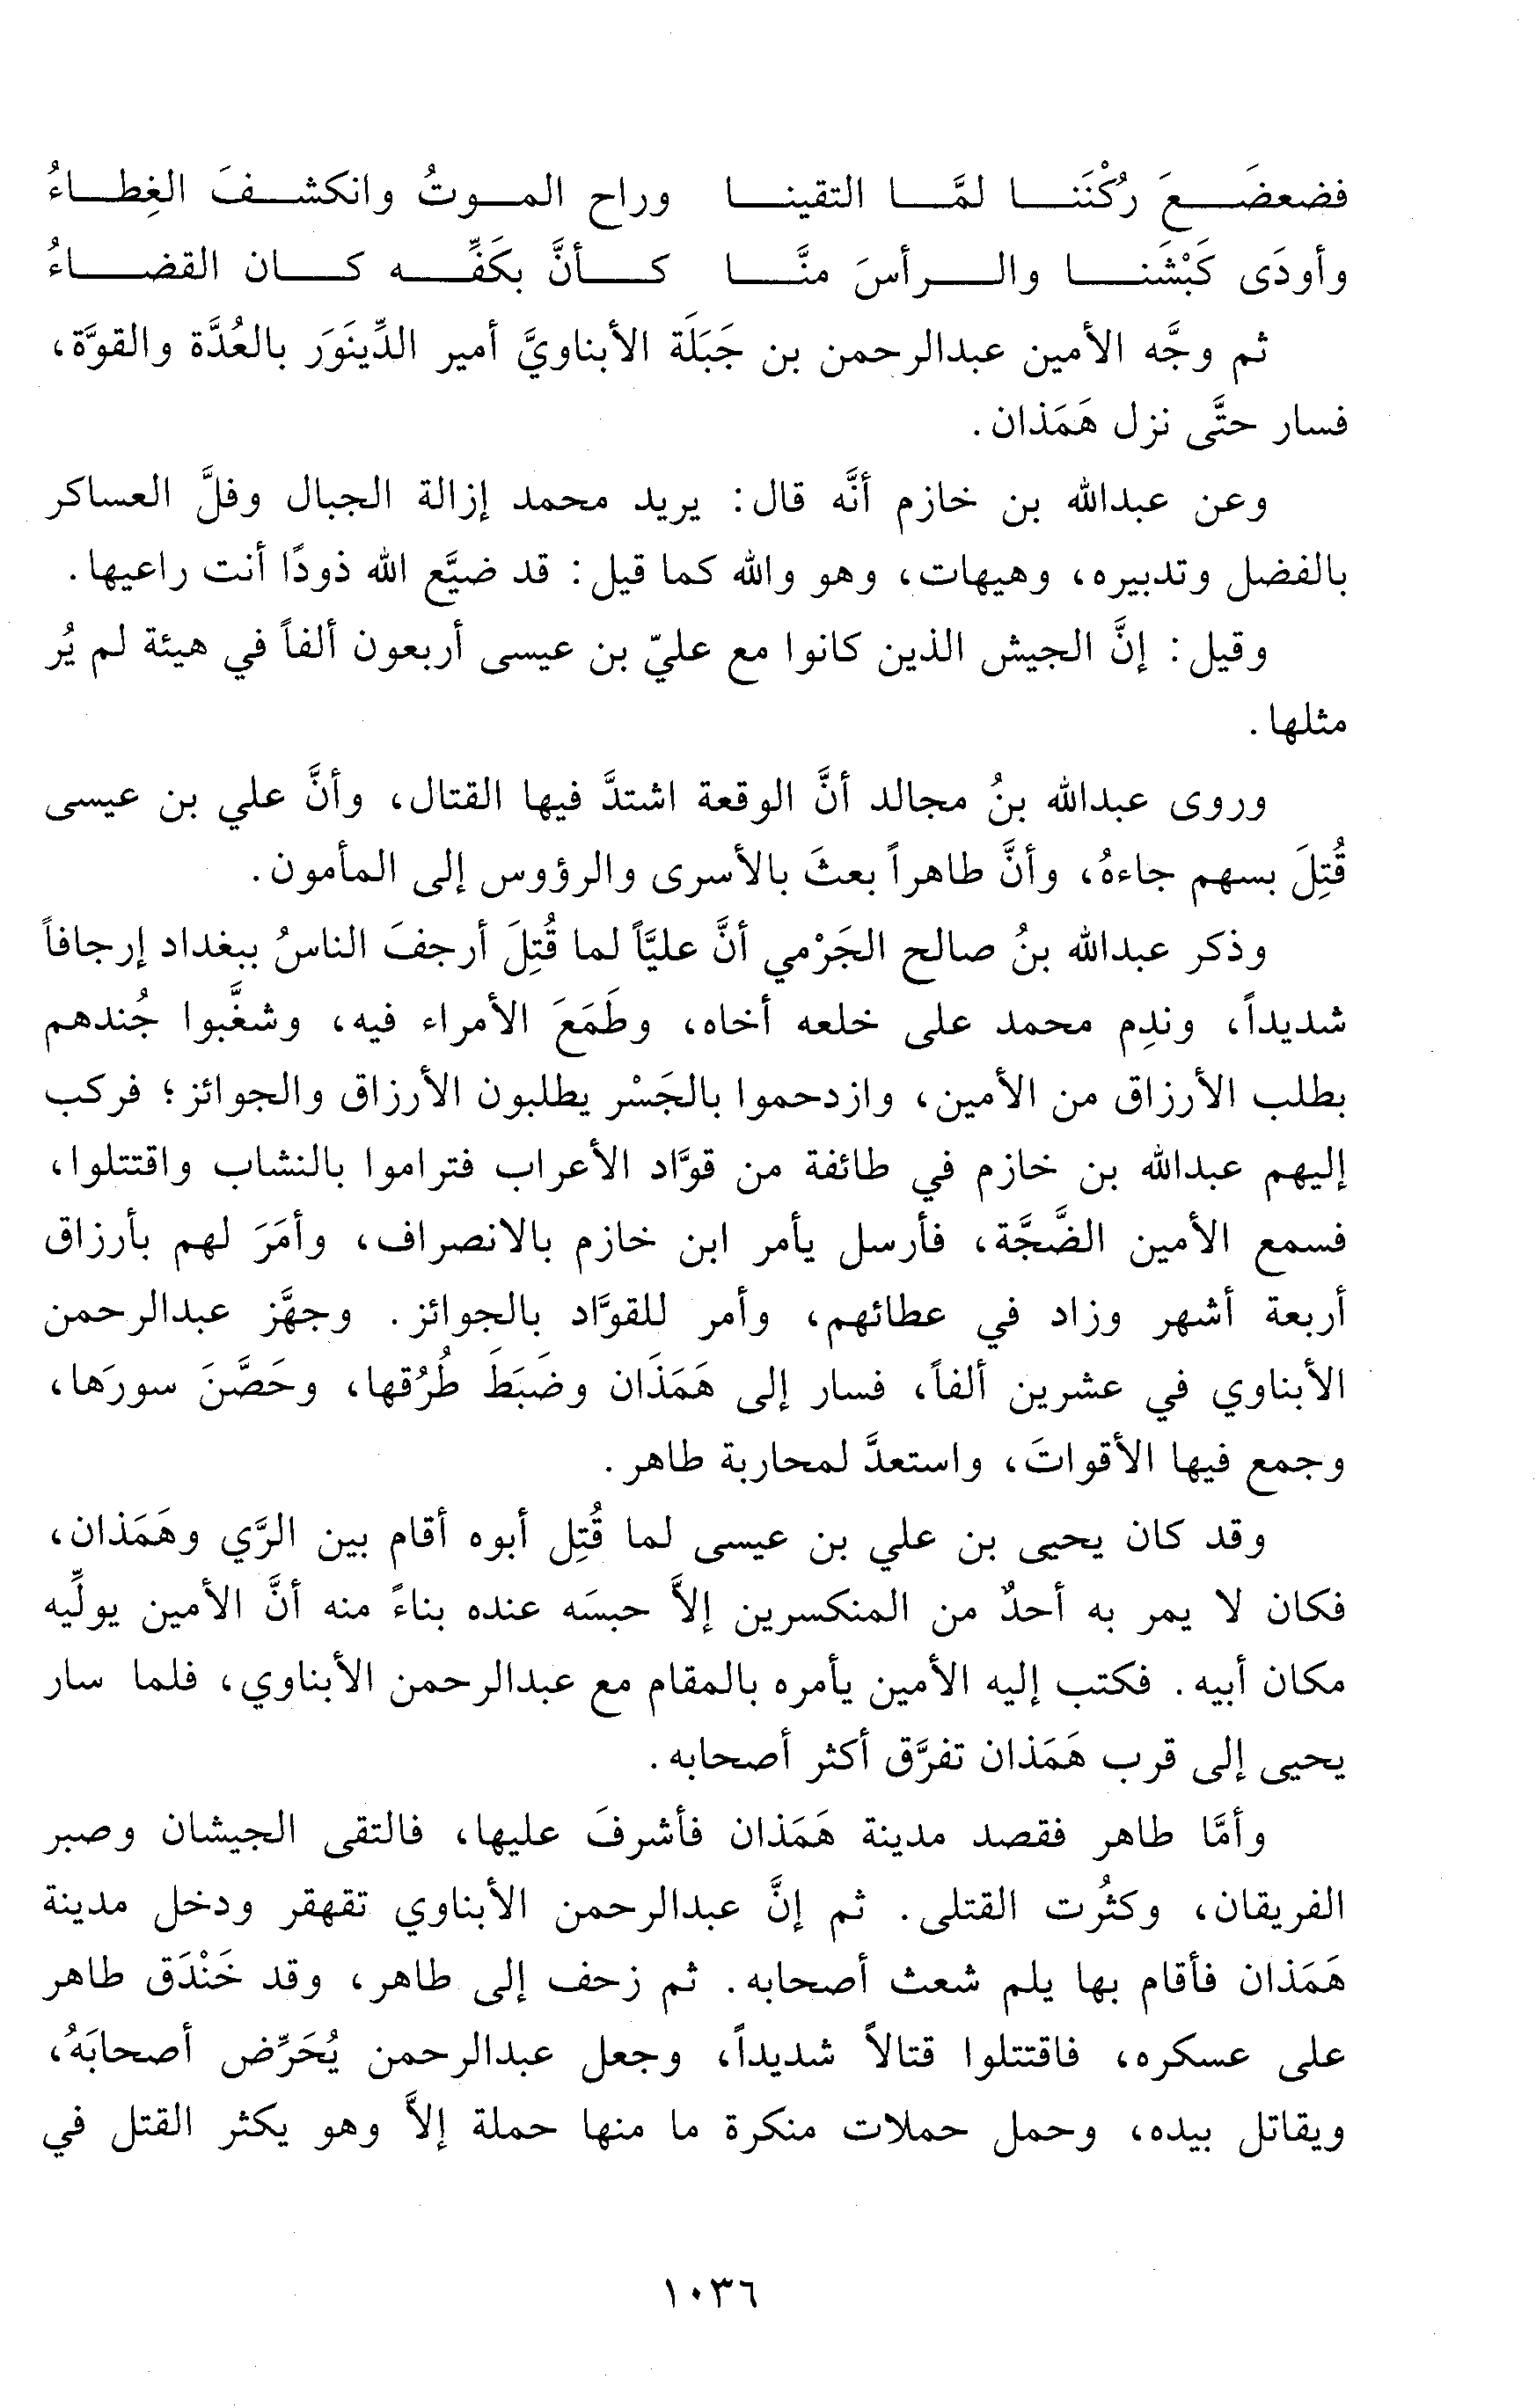 فضعضَعَ رُكْنَنا لمَّا التقينا وراح الموتُ وانكشفَ الغِطاءُ
وأودَى كَبْشَنا والرأسَ منَّا كأنَّ بكَفِّه كان القضاءُ
ثم وجَّه الأمين عبدالرحمن بن جَبَلَة الأبناويَّ أمير الدِّينَوَر بالعُدَّة والقوَّة،
فسار حتَّى نزل هَمَذان.
وعن عبدالله بن خازم أنَّه قال: يريد محمد إزالة الجبال وفلَّ العساكر
بالفضل وتدبيره، وهيهات، وهو والله كما قيل: قد ضيَّع الله ذودًا أنت راعيها.
وقيل: إنَّ الجيش الذين كانوا مع عليّ بن عيسى أربعون ألفاً في هيئة لم يُر
مثلها.
وروى عبدالله بنُ مجالد أنَّ الوقعة اشتدَّ فيها القتال، وأنَّ علي بن عيسى
قُتِلَ بسهم جاءهُ، وأنَّ طاهراً بعثَ بالأسرى والرؤوس إلى المأمون.
وذكر عبدالله بنُ صالح الجَرْمي أنَّ عليَّاً لما قُتِلَ أرجفَ الناسُ ببغداد إرجافاً
شديداً، وندِم محمد على خلعه أخاه، وطَمَعَ الأمراء فيه، وشغَّبوا جُندهم
بطلب الأرزاق من الأمين، وازدحموا بالجَسْر يطلبون الأرزاق والجوائز؛ فركب
إليهم عبدالله بن خازم في طائفة من قوَّاد الأعراب فتراموا بالنشاب واقتتلوا،
فسمع الأمين الضَّجَّة، فأرسل يأمر ابن خازم بالانصراف، وأمَرَ لهم بأرزاق
أربعة أشهر وزاد في عطائهم، وأمر للقوَّاد بالجوائز. وجهَّز عبدالرحمن
الأبناوي في عشرين ألفاً، فسار إلى هَمَذَان وضَبَطَ طُرُقها، وحَصَّنَ سورَها،
وجمع فيها الأقواتَ، واستعدَّ لمحاربة طاهر.
وقد كان يحيى بن علي بن عيسى لما قُتِل أبوه أقام بين الرَّي وهَمَذان،
فكان لا يمر به أحدٌ من المنكسرين إلاَّ حبسَه عنده بناءً منه أنَّ الأمين يولِّيه
مكان أبيه. فكتب إليه الأمين يأمره بالمقام مع عبدالرحمن الأبناوي، فلما سار
يحيى إلى قرب هَمَذان تفرَّق أكثر أصحابه.
وأمَّا طاهر فقصد مدينة هَمَذان فأشرفَ عليها، فالتقى الجيشان وصبر
الفريقان، وكثُرت القتلى. ثم إنَّ عبدالرحمن الأبناوي تقهقر ودخل مدينة
هَمَذان فأقام بها يلم شعث أصحابه. ثم زحف إلى طاهر، وقد خَنْدَق طاهر
على عسكره، فاقتتلوا قتالاً شديداً، وجعل عبدالرحمن يُحَرِّض أصحابَهُ،
ويقاتل بيده، وحمل حملات منكرة ما منها حملة إلاَّ وهو يكثر القتل في
١٠٣٦